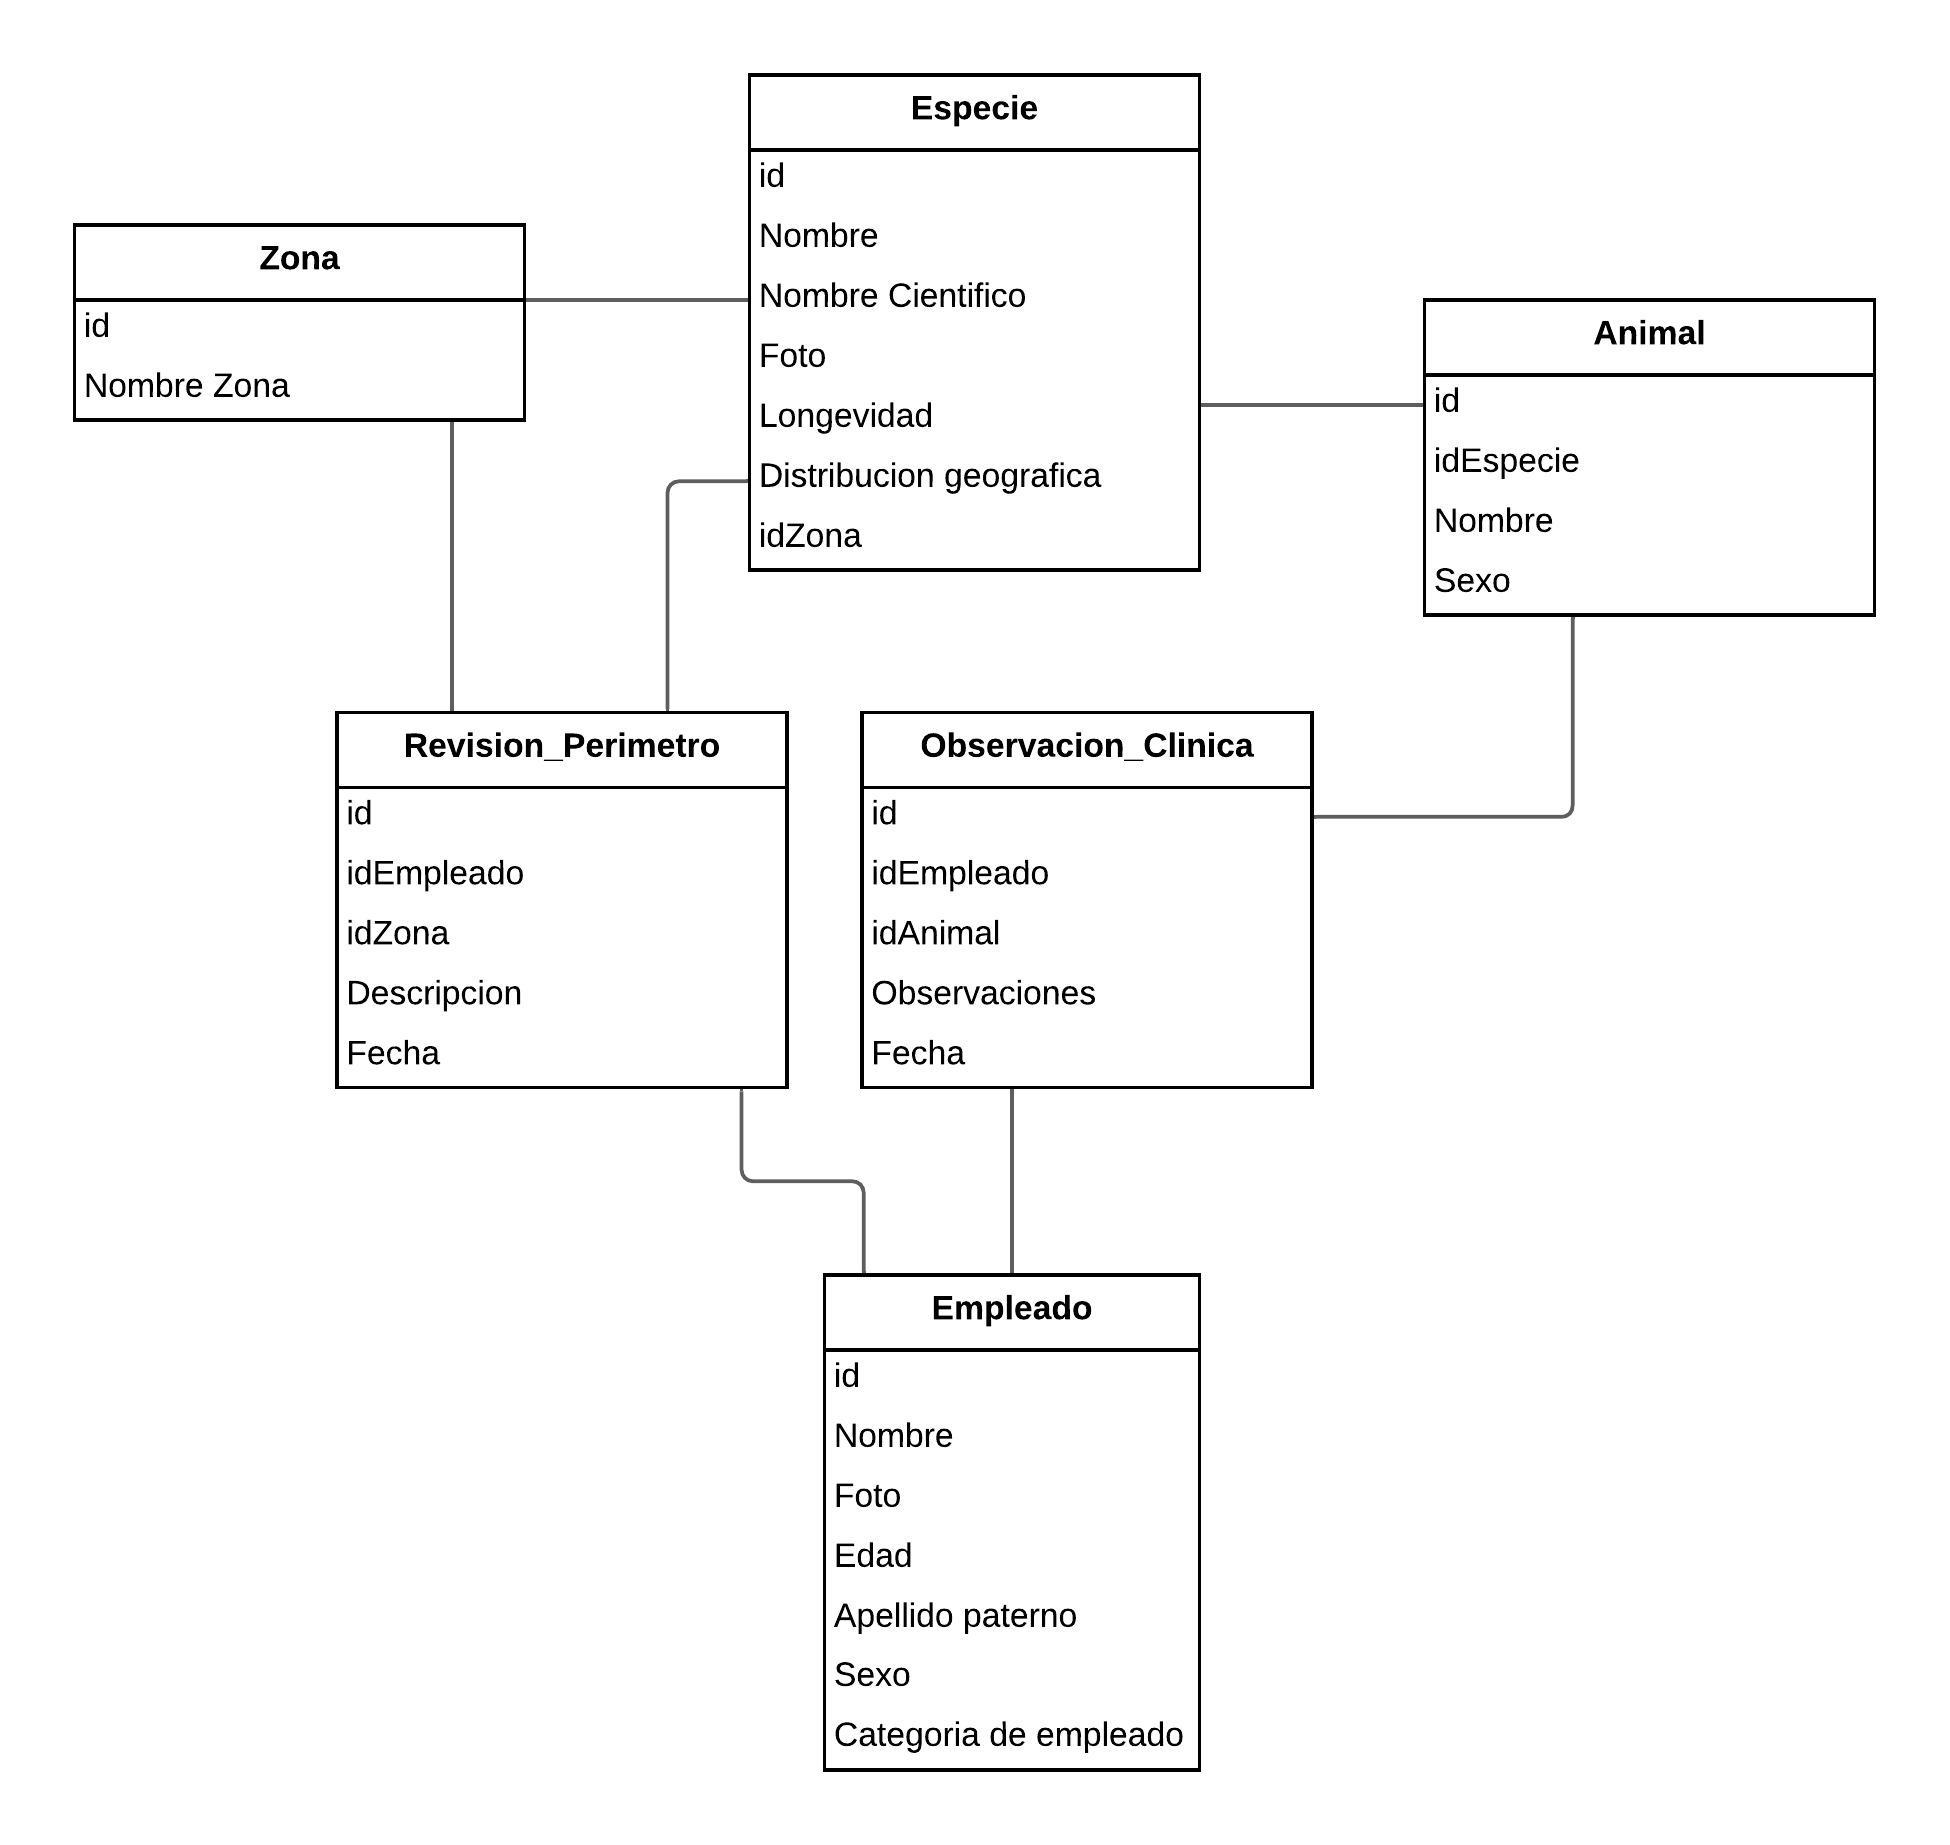 Especie
id
Nombre
Nombre Cientifico
Foto
Longevidad
Distribucion geografica
idZona
Zona
id
Nombre Zona
Animal
id
idEspecie
Nombre
Sexo
Revision_Perimetro
id
idEmpleado
idZona
Descripcion
Fecha
Observacion_Clinica
id
idEmpleado
idAnimal
Observaciones
Fecha
Empleado
id
Nombre
Foto
Edad
Apellido paterno
Sexo
Categoria de empleado